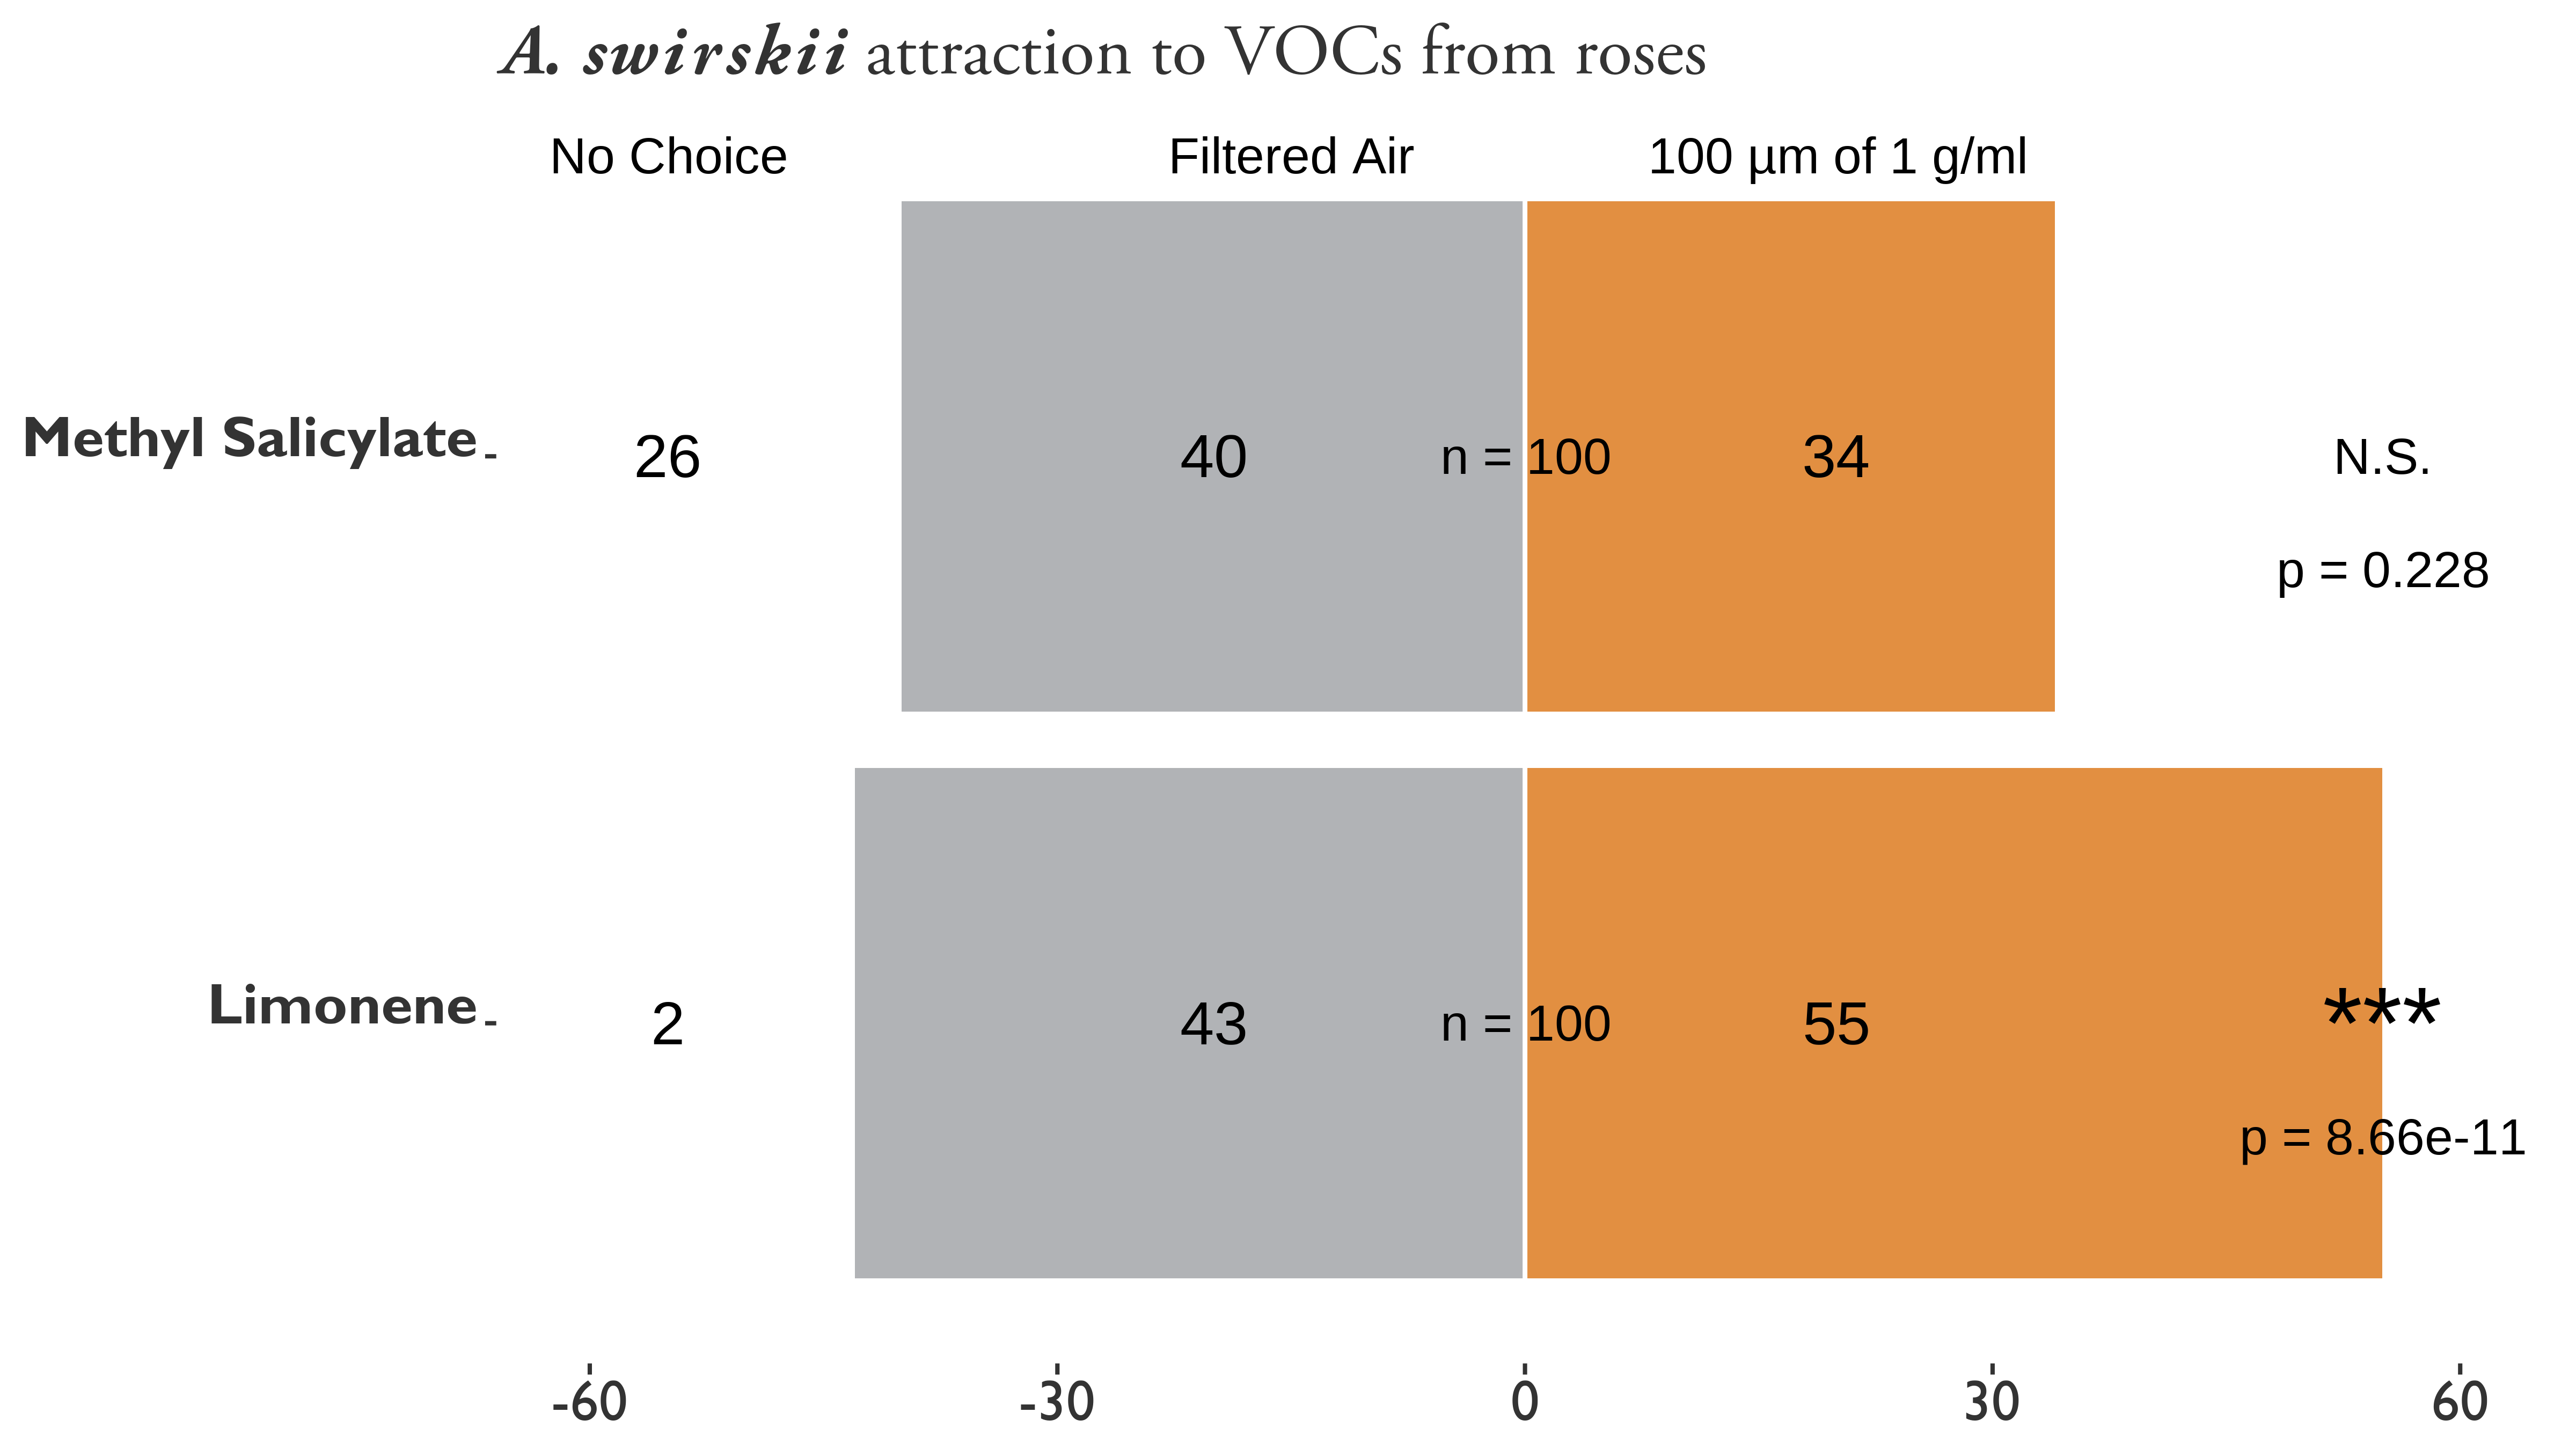 A. swirskii attraction to VOCs from roses
No Choice Filtered Air 100 µm of 1 g/ml
Methyl Salicylate 26 40 n = 100 34 N.S.
p = 0.228
Limonene 2 43 n = 100 55 ***
p = 8.66e-11
-60 -30 0 30 60